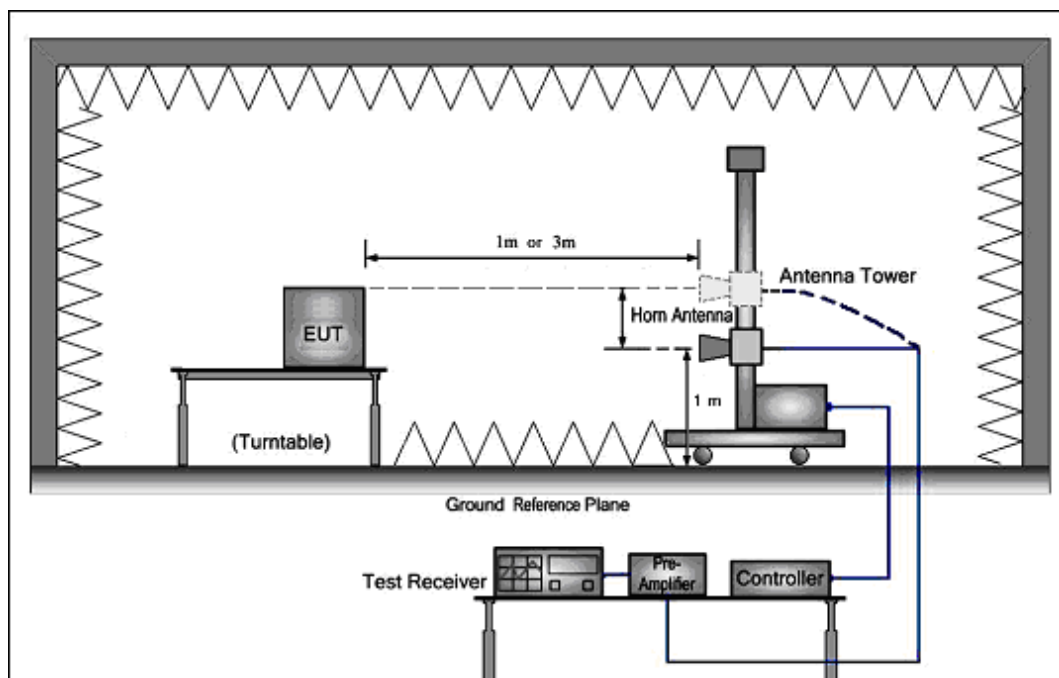 1m or 3m
Antenna Tower
Horn Antenna
EUT
1 m
(Turntable)
Ground Reference Plane
Test Receiver
Pre-
Amplifier
Controller